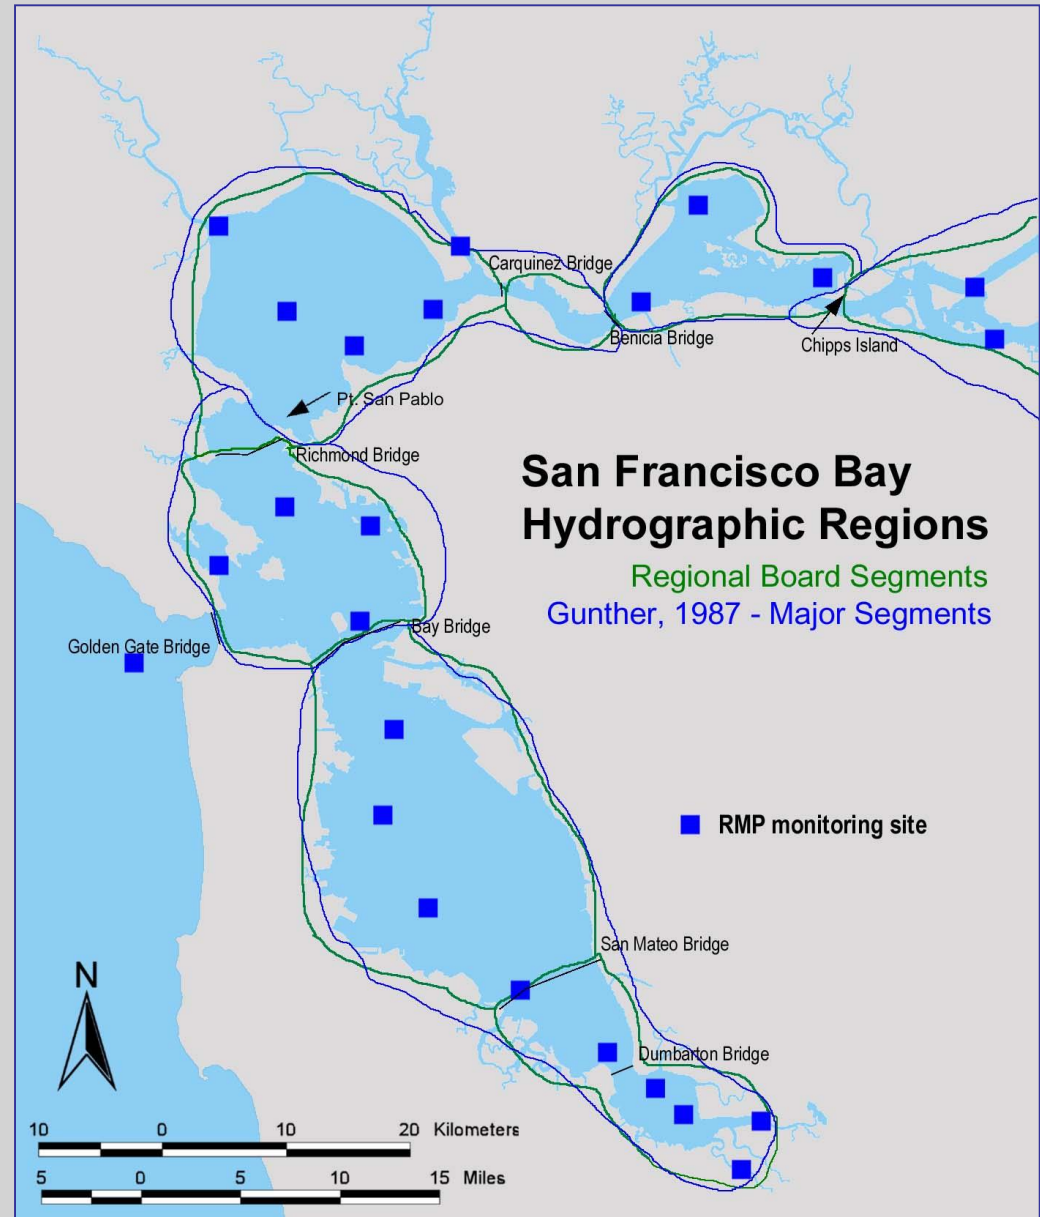 Carquinez Bridge
Benicia Bridge
Chipps Island
Pt. San Pablo
Richmond Bridge
San Francisco Bay
Hydrographic Regions
Regional Board Segments
Gunther, 1987 - Major Segments
Bay Bridge
Golden Gate Bridge
RMP monitoring site
San Mateo Bridge
N
Dumbarton Bridge
10 0 10 20 Kilometers
5 0 5 10 15 Miles